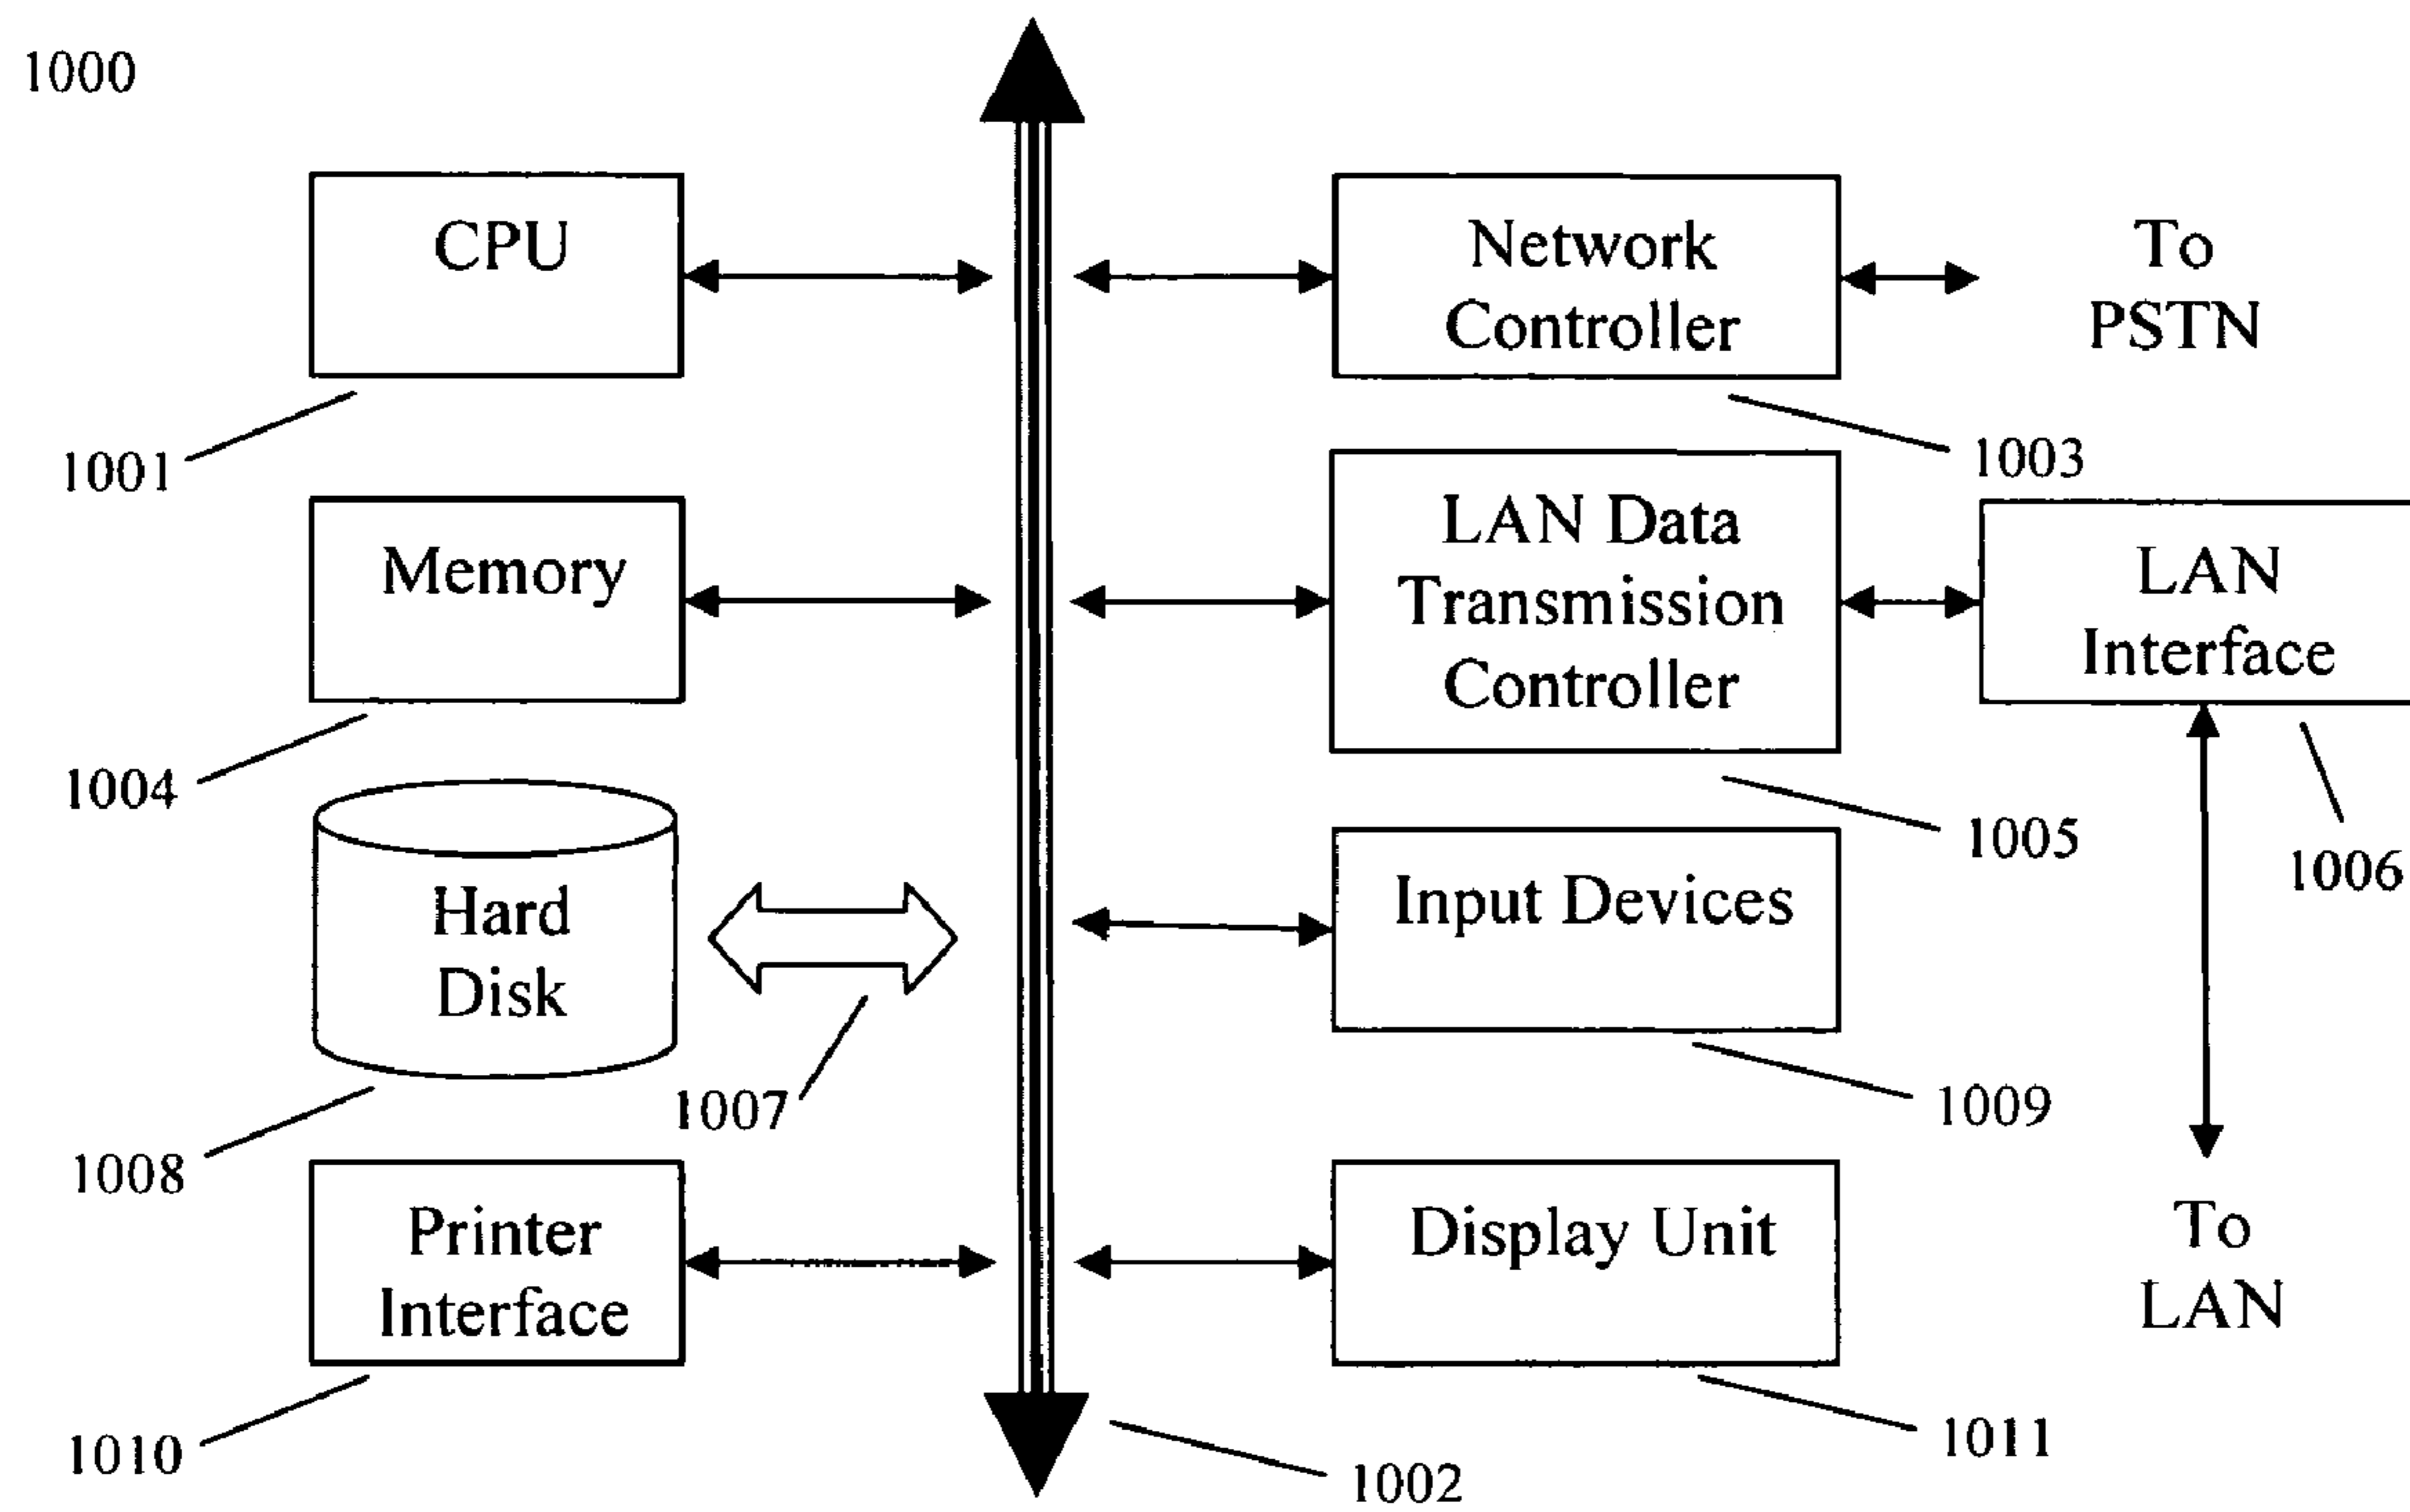 1000
CPU
Network
Controller
To
PSTN
1001
1003
Memory
LAN Data
Transmission
Controller
LAN
Interface
1004
1005
1006
Hard
Disk
1007
Input Devices
1008
1009
Printer
Interface
Display Unit
To
LAN
1010
1011
1002